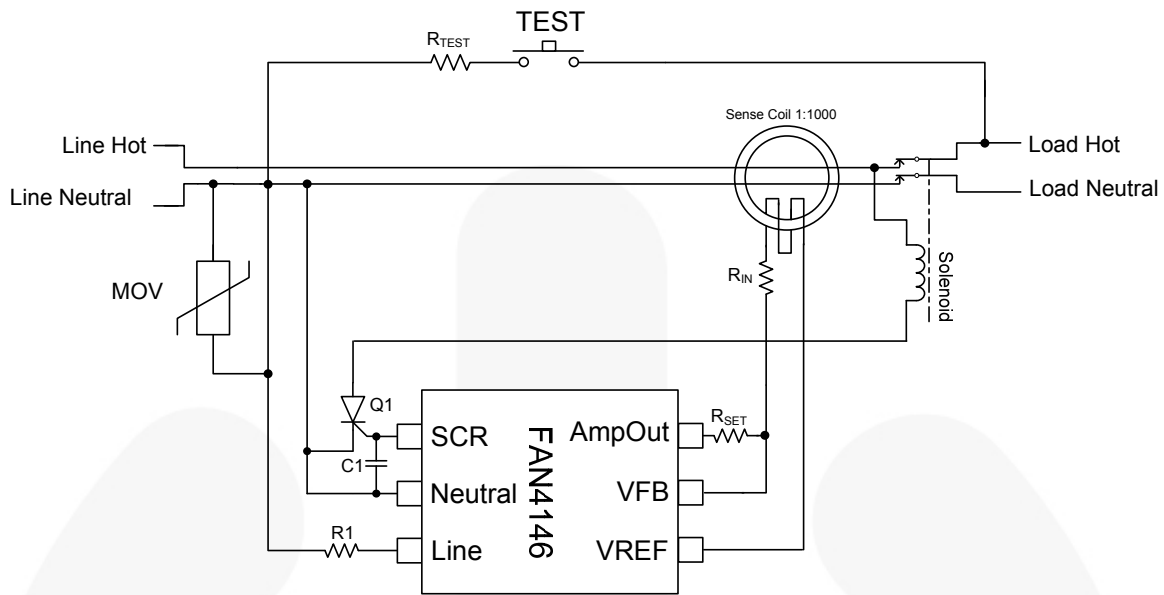 TEST
RTEST
Sense Coil 1:1000
Line Hot
Load Hot
Line Neutral
Load Neutral
MOV
RIN
Solenoid
Q1
C1
RSET
SCR
AmpOut
FAN4146
Neutral
VFB
R1
Line
VREF